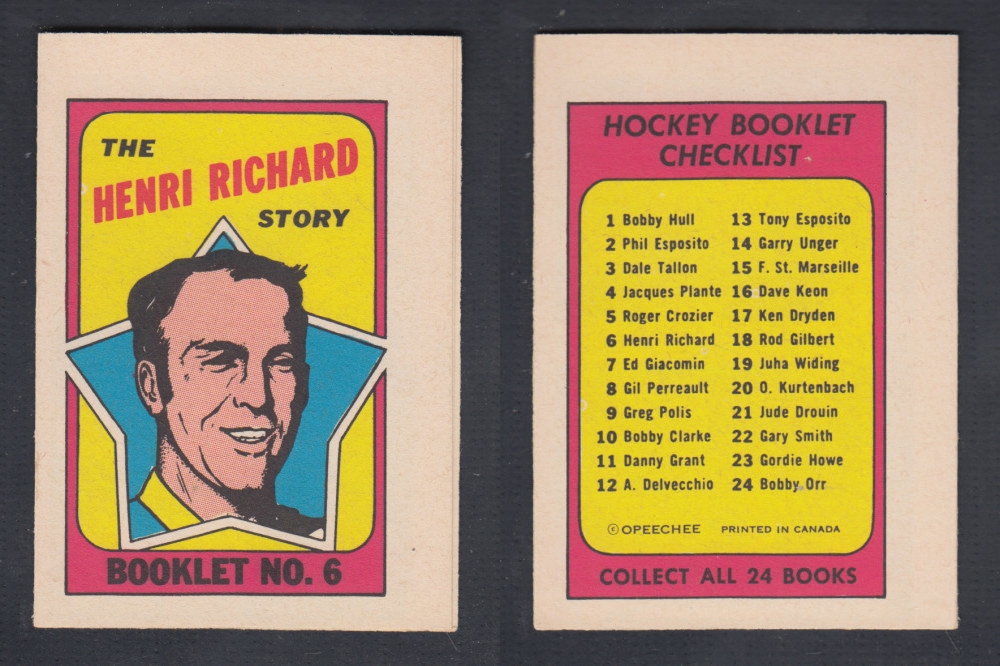 THE
HENRI RICHARD
STORY
BOOKLET NO. 6
HOCKEY BOOKLET
CHECKLIST
1 Bobby Hull
2 Phil Esposito
3 Dale Tallon
4 Jacques Plante
5 Roger Crozier
6 Henri Richard
7 Ed Giacomin
8 Gil Perreault
9 Greg Polis
10 Bobby Clarke
11 Danny Grant
12 A. Delvecchio
13 Tony Esposito
14 Garry Unger
15 F. St. Marseille
16 Dave Keon
17 Ken Dryden
18 Rod Gilbert
19 Juha Widing
20 O. Kurtenbach
21 Jude Drouin
22 Gary Smith
23 Gordie Howe
24 Bobby Orr
© OPEECHEE PRINTED IN CANADA
COLLECT ALL 24 BOOKS